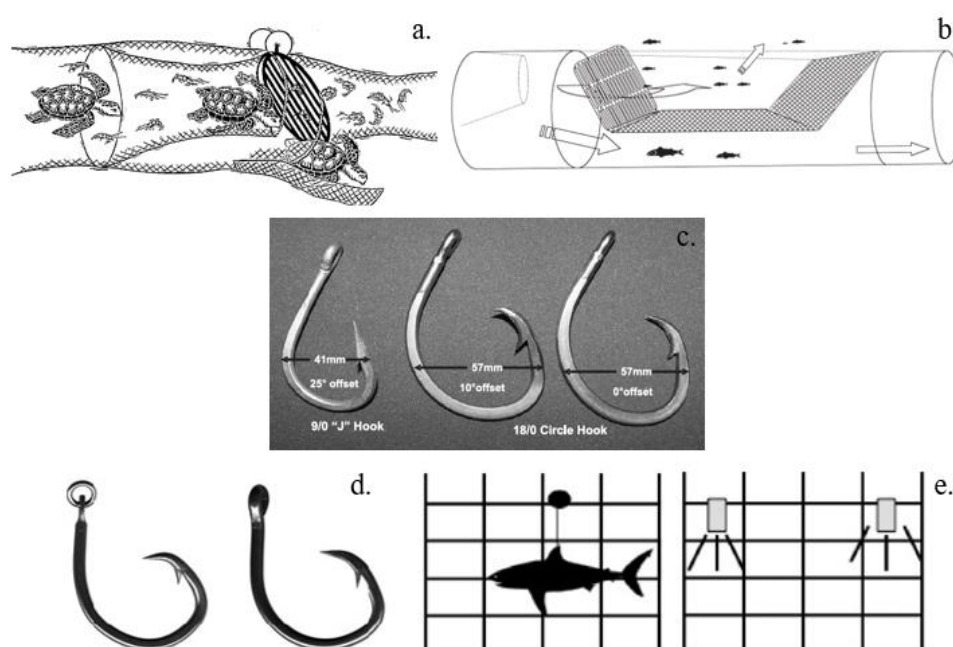 a.
b
c.
41mm
25° offset
9/0 “J” Hook
57mm
10°offset
57mm
0°offset
18/0 Circle Hook
d.
e.